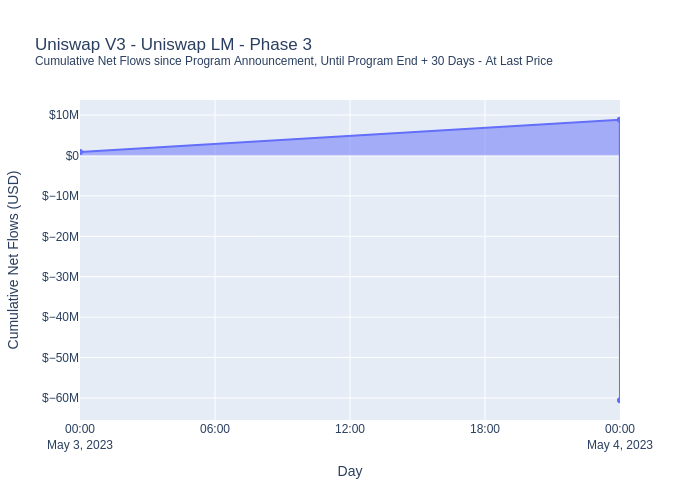 Uniswap V3 - Uniswap LM - Phase 3
Cumulative Net Flows since Program Announcement, Until Program End + 30 Days - At Last Price
Cumulative Net Flows (USD)
$10M
$0
$−10M
$−20M
$−30M
$−40M
$−50M
$−60M
00:00 06:00 12:00 18:00 00:00
May 3, 2023 May 4, 2023
Day